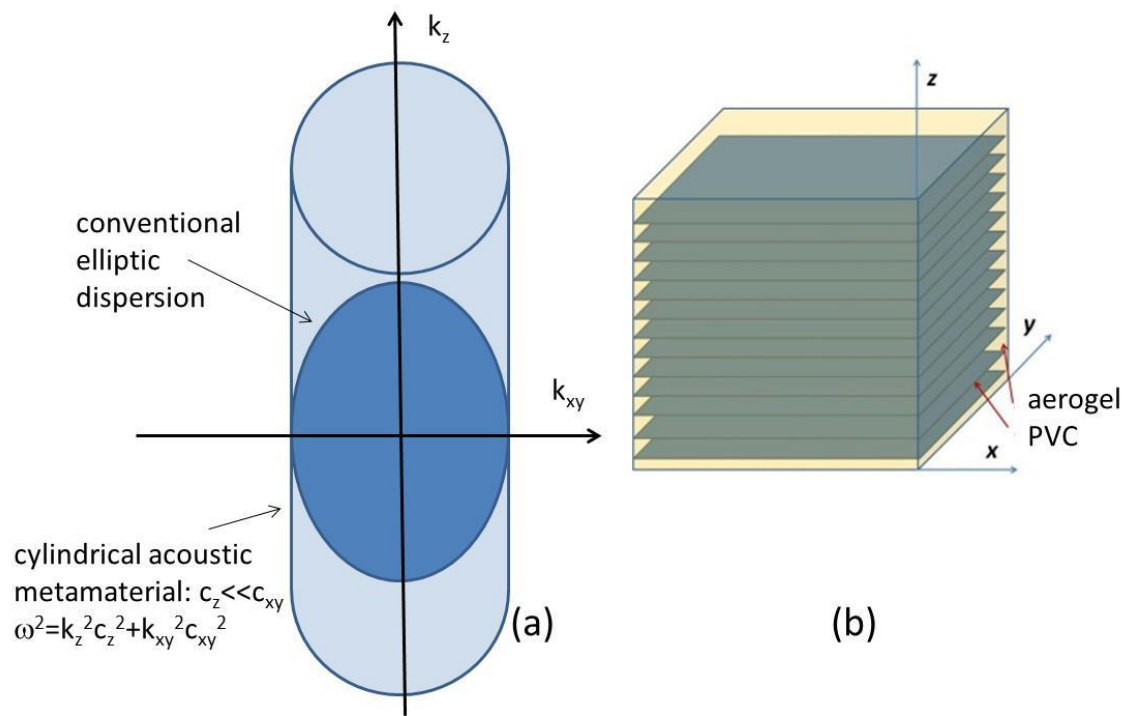 k_z
conventional
elliptic
dispersion
k_xy
cylindrical acoustic
metamaterial: c_z<<c_xy
ω²=k_z²c_z²+k_xy²c_xy²
(a)
z
y
aerogel
PVC
x
(b)